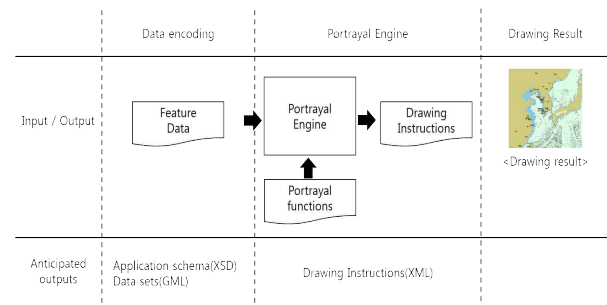 Data encoding
Portrayal Engine
Drawing Result
Input / Output
Feature
Data
Portrayal
Engine
Drawing
Instructions
Portrayal
functions
<Drawing result>
Anticipated
outputs
Application schema(XSD)
Data sets(GML)
Drawing Instructions(XML)